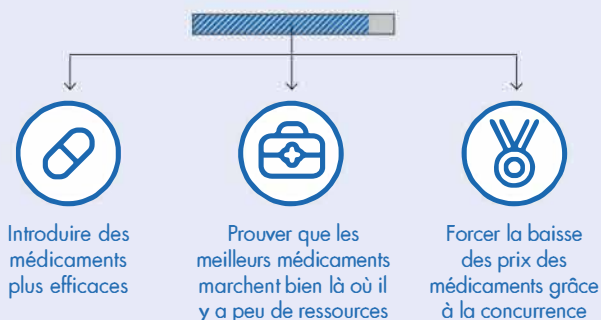 Introduire des
médicaments
plus efficaces
Prouver que les
meilleurs médicaments
marchent bien là où il
y a peu de ressources
Forcer la baisse
des prix des
médicaments grâce
à la concurrence